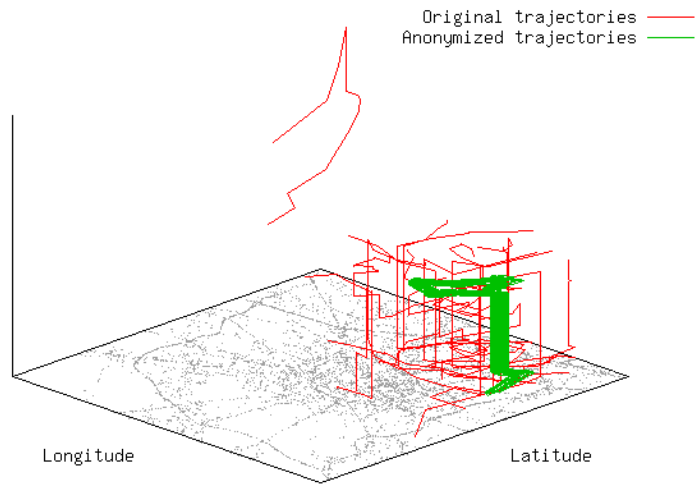 Original trajectories
Anonymized trajectories
Longitude
Latitude